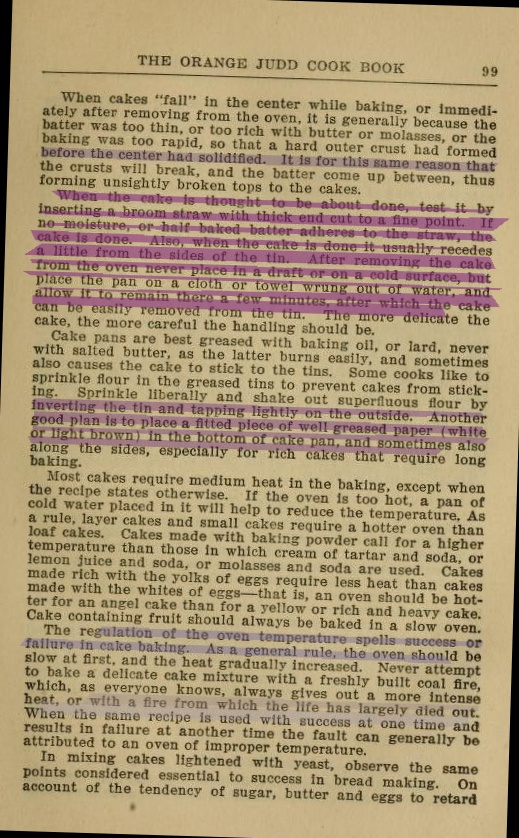 THE ORANGE JUDD COOK BOOK 99
When cakes “fall” in the center while baking, or immedi-
ately after removing from the oven, it is generally because the
batter was too thin, or too rich with butter or molasses, or the
baking was too rapid, so that a hard outer crust had formed
before the center had solidified. It is for this same reason that
the crusts will break, and the batter come up between, thus
forming unsightly broken tops to the cakes.
When the cake is thought to be about done, test it by
inserting a broom straw with thick end cut to a fine point. If
no moisture, or half baked batter adheres to the straw, the
cake is done. Also, when the cake is done it usually recedes
a little from the sides of the tin. After removing the cake
from the oven never place in a draft or on a cold surface, but
place the pan on a cloth or towel wrung out of water, and
allow it to remain there a few minutes, after which the cake
can be easily removed from the tin. The more delicate the
cake, the more careful the handling should be.
Cake pans are best greased with baking oil, or lard, never
with salted butter, as the latter burns easily, and sometimes
also causes the cake to stick to the tins. Some cooks like to
sprinkle flour in the greased tins to prevent cakes from stick-
ing. Sprinkle liberally and shake out superfluous flour by
inverting the tin and tapping lightly on the outside. Another
good plan is to place a fitted piece of well greased paper (white
or light brown) in the bottom of cake pan, and sometimes also
along the sides, especially for rich cakes that require long
baking.
Most cakes require medium heat in the baking, except when
the recipe states otherwise. If the oven is too hot, a pan of
cold water placed in it will help to reduce the temperature. As
a rule, layer cakes and small cakes require a hotter oven than
loaf cakes. Cakes made with baking powder call for a higher
temperature than those in which cream of tartar and soda, or
lemon juice and soda, or molasses and soda are used. Cakes
made rich with the yolks of eggs require less heat than cakes
made with the whites of eggs—that is, an oven should be hot-
ter for an angel cake than for a yellow or rich and heavy cake.
Cake containing fruit should always be baked in a slow oven.
The regulation of the oven temperature spells success or
failure in cake baking. As a general rule, the oven should be
slow at first, and the heat gradually increased. Never attempt
to bake a delicate cake mixture with a freshly built coal fire,
which, as everyone knows, always gives out a more intense
heat, or with a fire from which the life has largely died out.
When the same recipe is used with success at one time and
results in failure at another time the fault can generally be
attributed to an oven of improper temperature.
In mixing cakes lightened with yeast, observe the same
points considered essential to success in bread making. On
account of the tendency of sugar, butter and eggs to retard